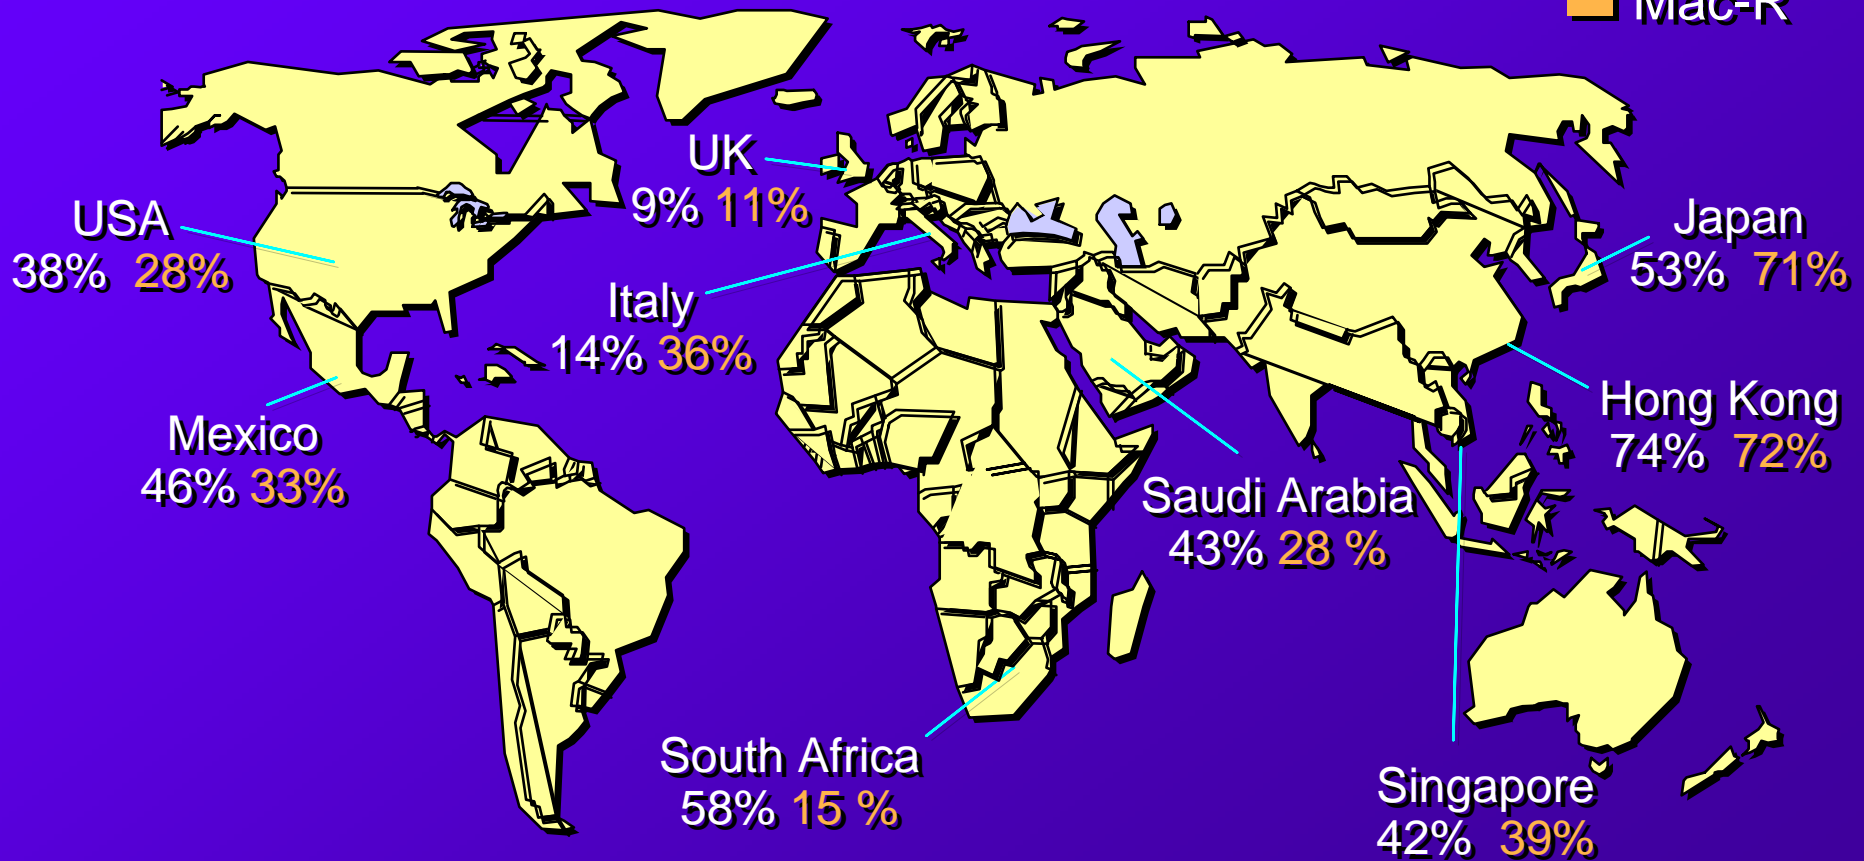 Mac-R
UK
9% 11%
USA
38% 28%
Japan
53% 71%
Italy
14% 36%
Hong Kong
74% 72%
Mexico
46% 33%
Saudi Arabia
43% 28 %
South Africa
58% 15 %
Singapore
42% 39%